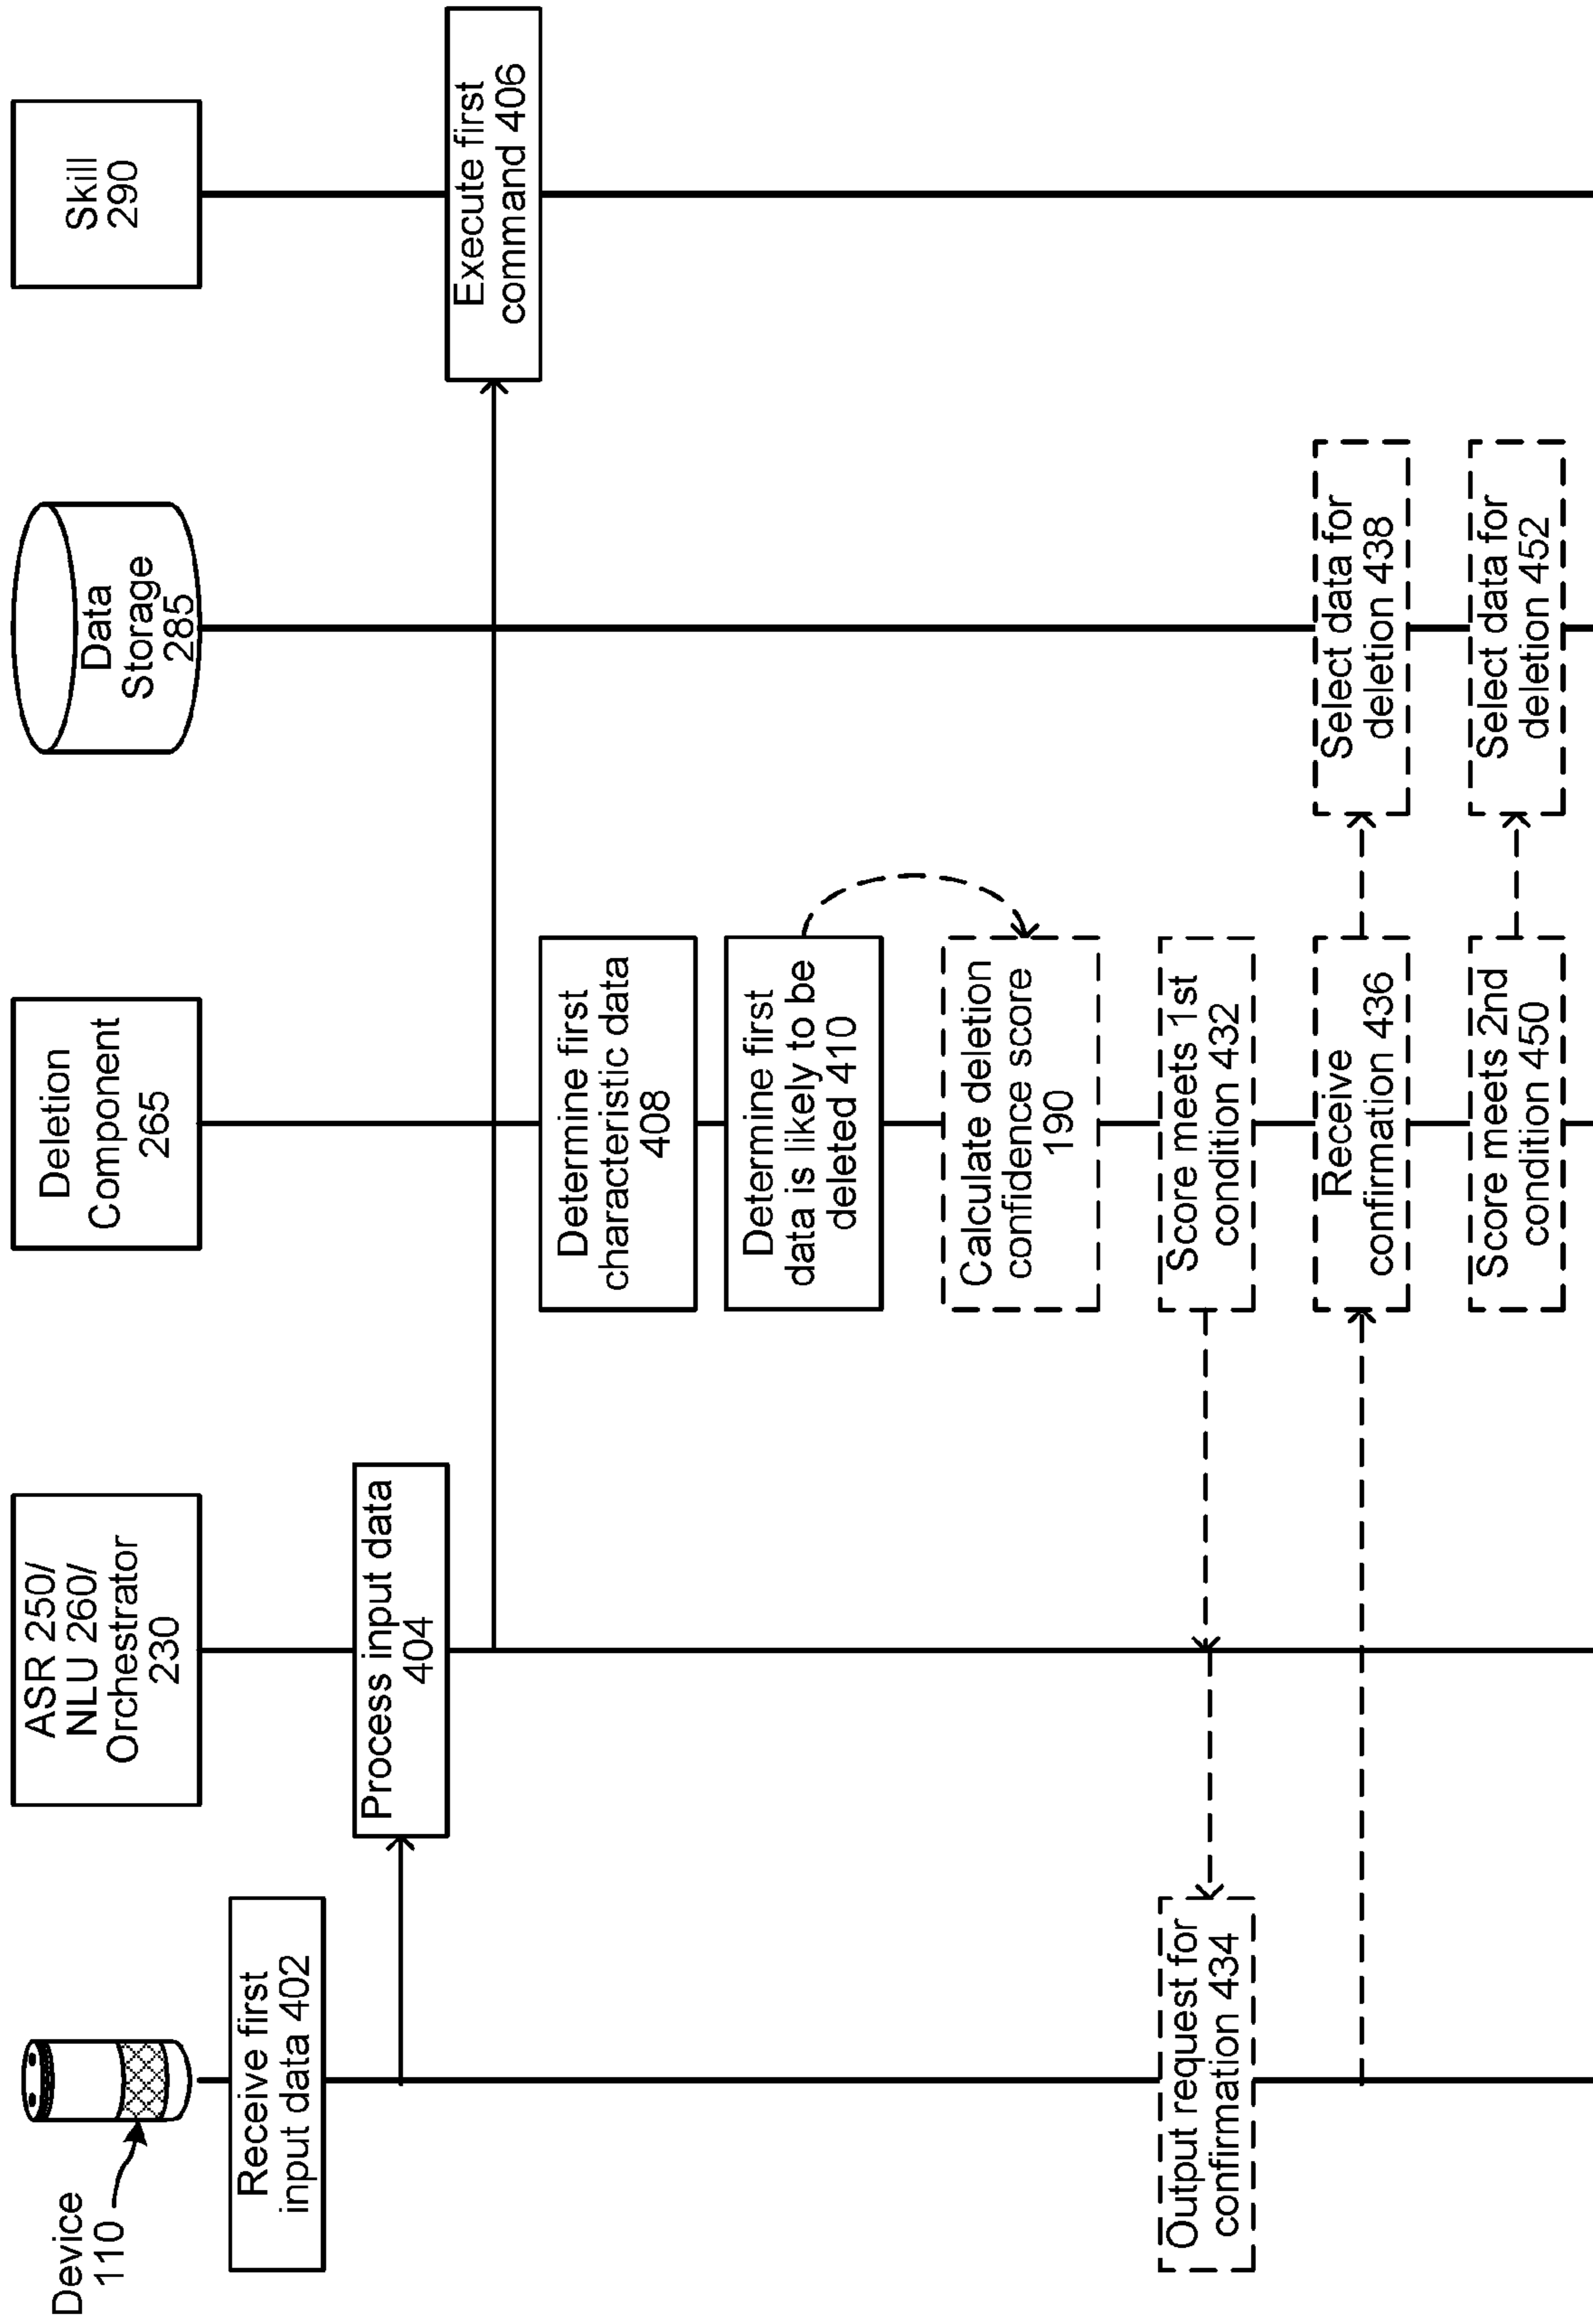 Device
110
ASR 250/
NLU 260/
Orchestrator
230
Deletion
Component
265
Data
Storage
285
Skill
290
Receive first
input data 402
Process input data
404
Execute first
command 406
Determine first
characteristic data
408
Determine first
data is likely to be
deleted 410
Calculate deletion
confidence score
190
Output request for
confirmation 434
Score meets 1st
condition 432
Receive
confirmation 436
Select data for
deletion 438
Score meets 2nd
condition 450
Select data for
deletion 452